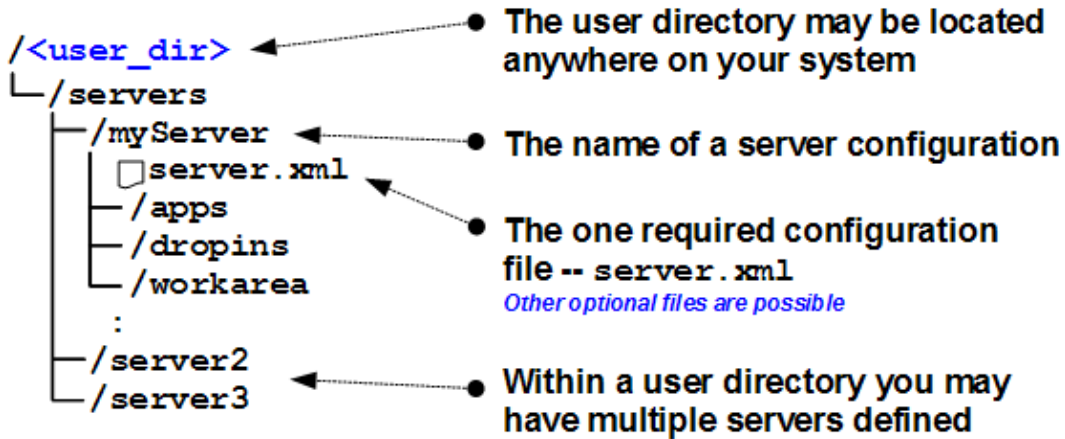 /<user_dir>
/servers
/myServer
server.xml
/apps
/dropins
/workarea
:
/server2
/server3
● The user directory may be located
anywhere on your system
● The name of a server configuration
● The one required configuration
file -- server.xml
Other optional files are possible
● Within a user directory you may
have multiple servers defined